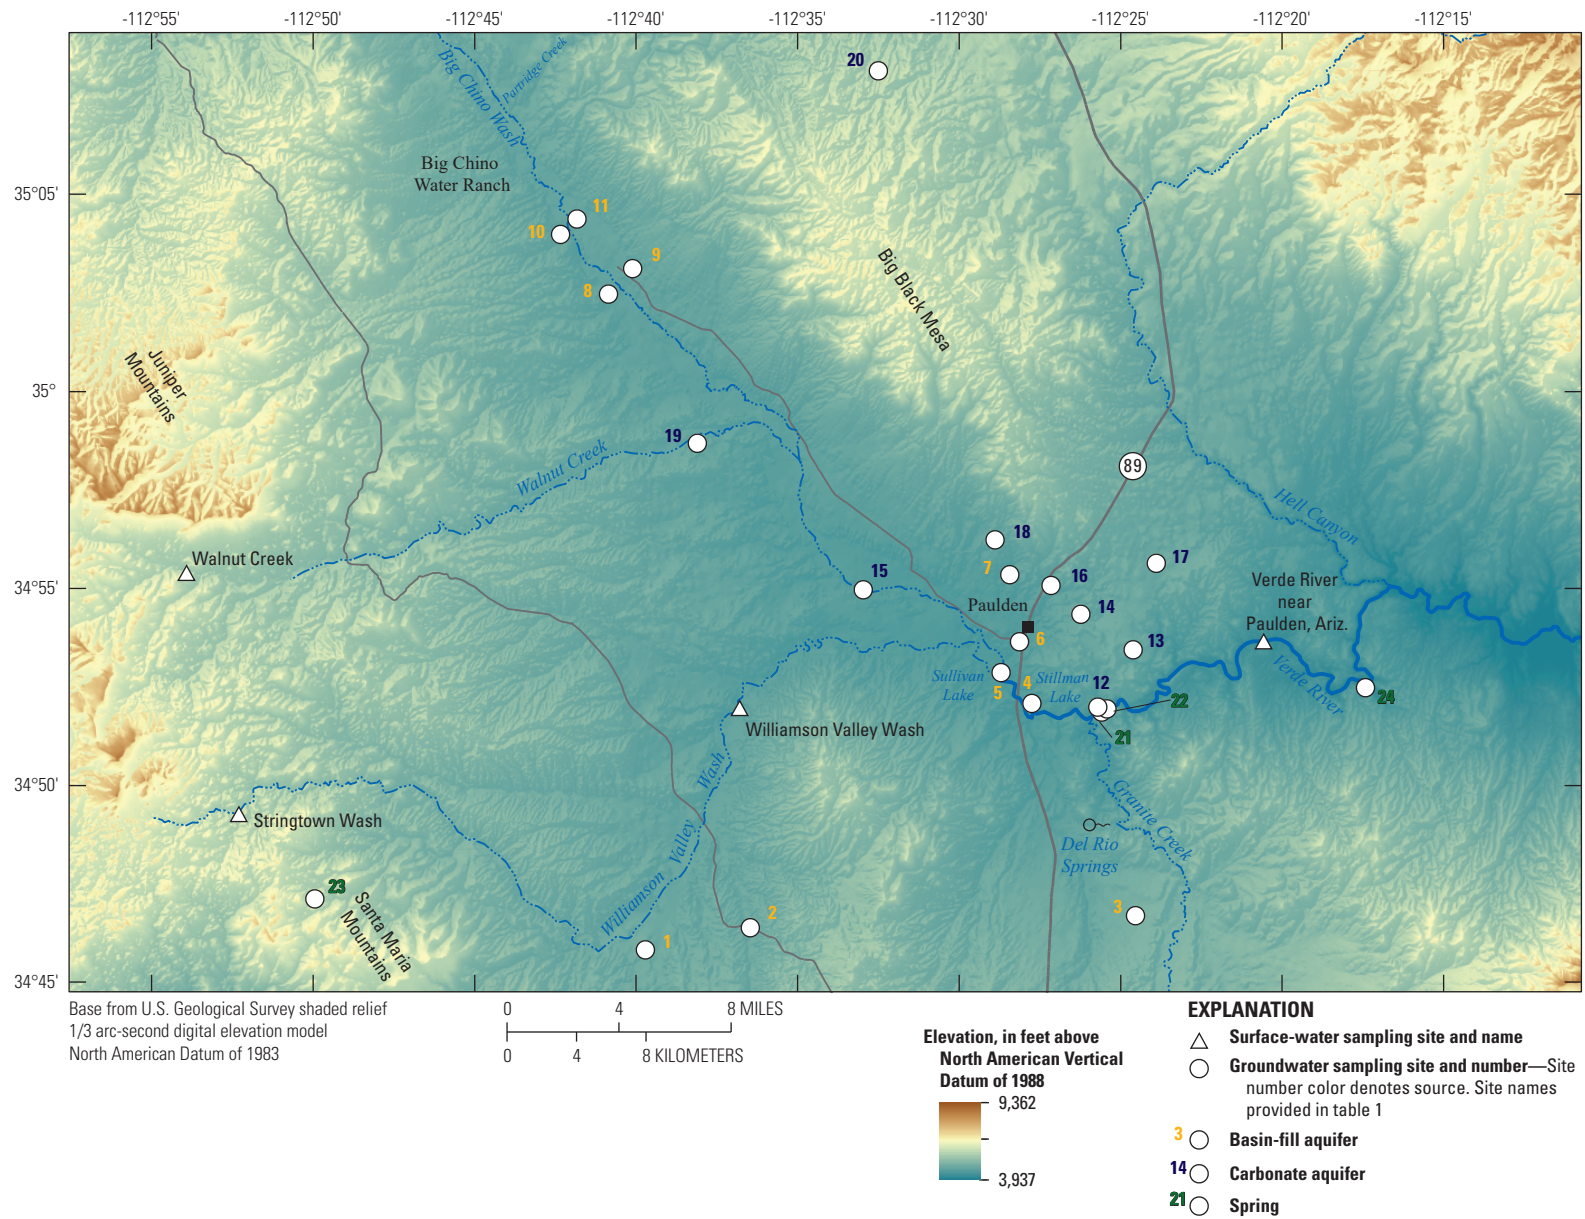 -112°55'
-112°50'
-112°45'
-112°40'
-112°35'
-112°30'
-112°25'
-112°20'
-112°15'
35°05'
35°
34°55'
34°50'
34°45'
Big Chino Wash
Partridge Creek
20
Big Chino
Water Ranch
11
10
9
8
Big Black Mesa
Juniper
Mountains
19
Walnut Creek
89
Hell Canyon
Walnut Creek
18
7
17
15
16
Paulden
14
Verde River
near
Paulden, Ariz.
6
13
Sullivan
Lake
5
4
Stillman
Lake
12
22
21
Verde River
24
Williamson Valley Wash
Stringtown Wash
Williamson Valley Wash
Granite Creek
Del Rio
Springs
23
Santa Maria
Mountains
1
2
3
Base from U.S. Geological Survey shaded relief
1/3 arc-second digital elevation model
North American Datum of 1983
0 4 8 MILES
0 4 8 KILOMETERS
Elevation, in feet above
North American Vertical
Datum of 1988
9,362
3,937
EXPLANATION
Surface-water sampling site and name
Groundwater sampling site and number—Site
number color denotes source. Site names
provided in table 1
3 Basin-fill aquifer
14 Carbonate aquifer
21 Spring